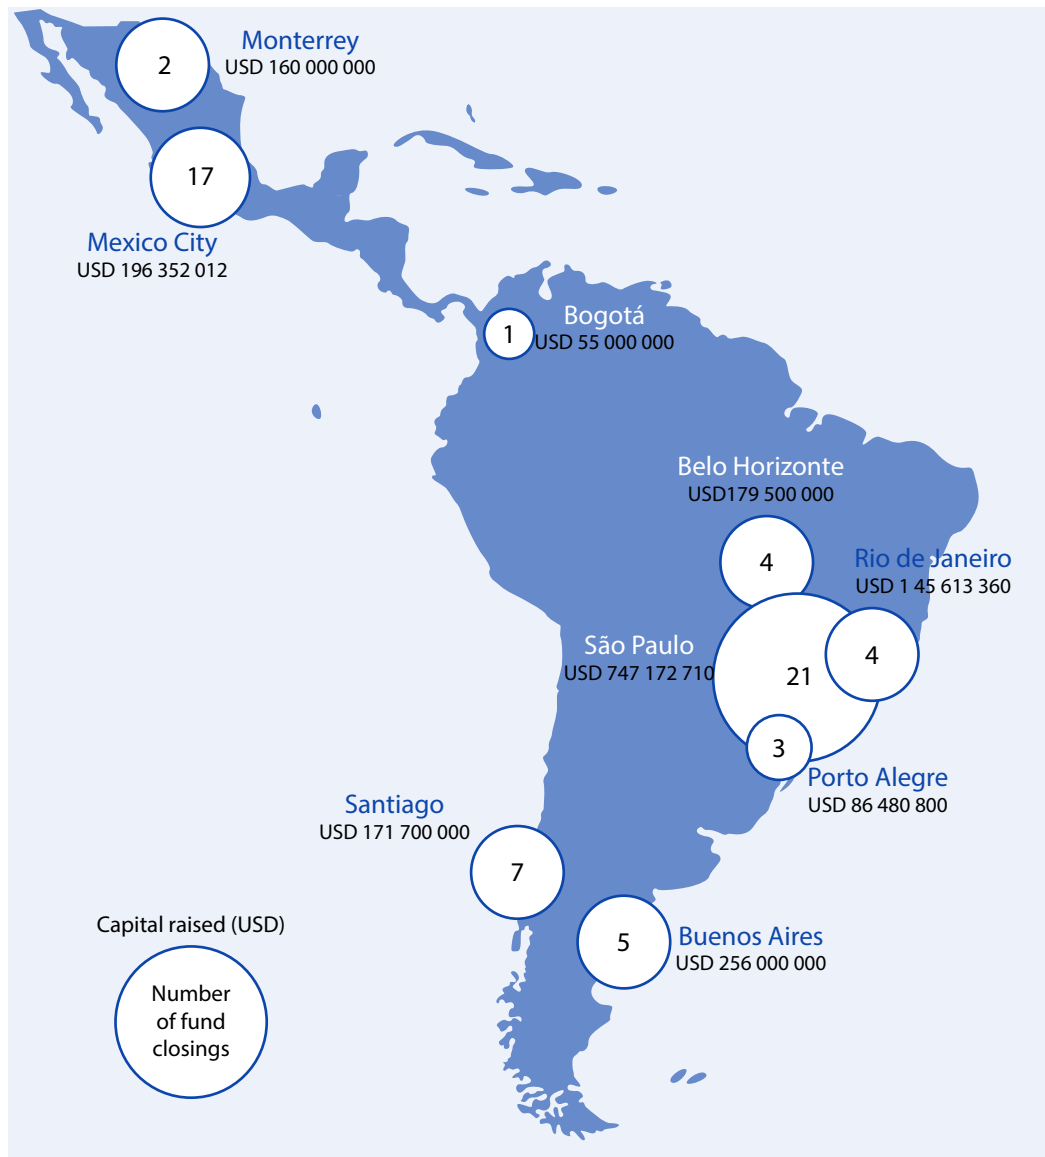 2
Monterrey
USD 160 000 000
17
Mexico City
USD 196 352 012
1
Bogotá
USD 55 000 000
Belo Horizonte
USD179 500 000
4
Rio de Janeiro
USD 1 45 613 360
São Paulo
USD 747 172 710
21
4
3
Porto Alegre
USD 86 480 800
Santiago
USD 171 700 000
7
5
Buenos Aires
USD 256 000 000
Capital raised (USD)
Number
of fund
closings